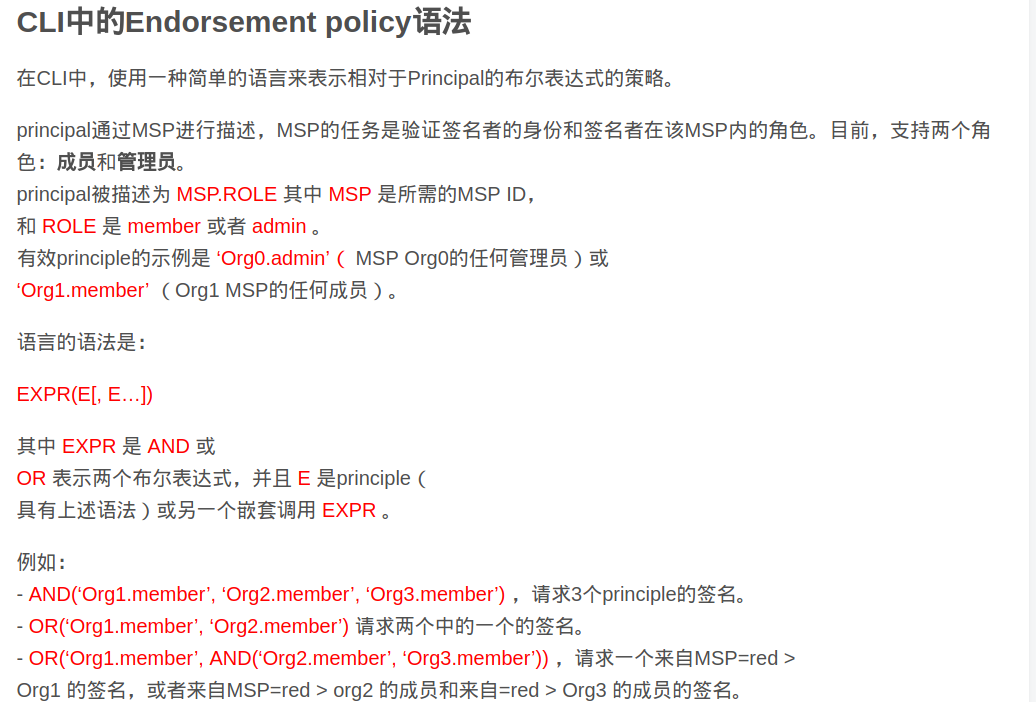 CLI中的Endorsement policy语法
在CLI中，使用一种简单的语言来表示相对于Principal的布尔表达式的策略。
principal通过MSP进行描述，MSP的任务是验证签名者的身份和签名者在该MSP内的角色。目前，支持两个角
色：成员和管理员。
principal被描述为 MSP.ROLE 其中 MSP 是所需的MSP ID，
和 ROLE 是 member 或者 admin 。
有效principle的示例是 ‘Org0.admin’（ MSP Org0的任何管理员）或
‘Org1.member’ （Org1 MSP的任何成员）。
语言的语法是：
EXPR(E[, E…])
其中 EXPR 是 AND 或
OR 表示两个布尔表达式，并且 E 是principle（
具有上述语法）或另一个嵌套调用 EXPR 。
例如：
- AND(‘Org1.member’, ‘Org2.member’, ‘Org3.member’) ，请求3个principle的签名。
- OR(‘Org1.member’, ‘Org2.member’) 请求两个中的一个的签名。
- OR(‘Org1.member’, AND(‘Org2.member’, ‘Org3.member’)) ，请求一个来自MSP=red >
Org1 的签名，或者来自MSP=red > org2 的成员和来自=red > Org3 的成员的签名。